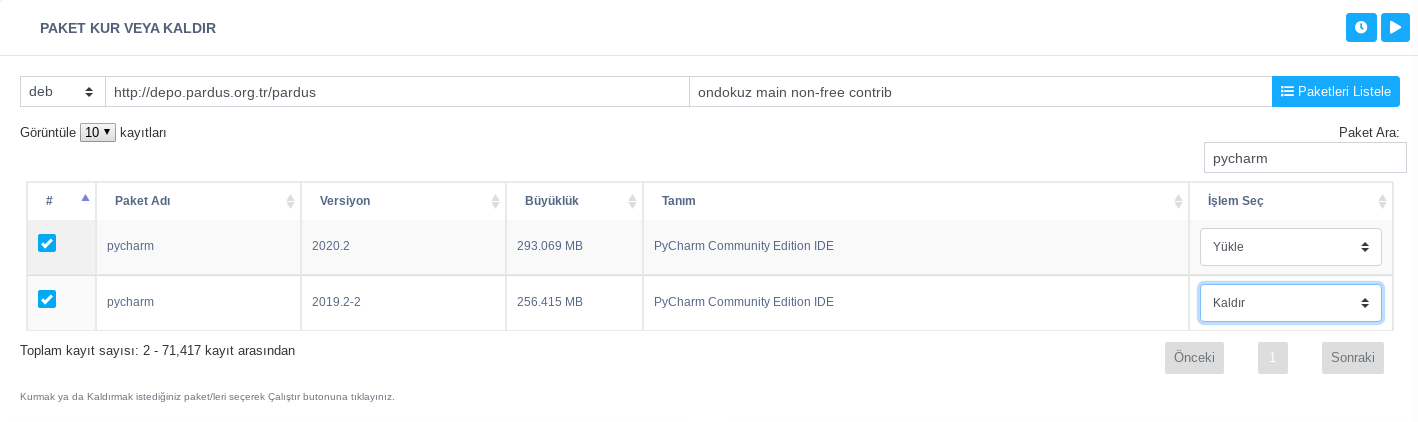 PAKET KUR VEYA KALDIR
deb http://depo.pardus.org.tr/pardus ondokuz main non-free contrib Paketleri Listele
Görüntüle 10 kayıtları Paket Ara:
pycharm
# Paket Adı Versiyon Büyüklük Tanım İşlem Seç
pycharm 2020.2 293.069 MB PyCharm Community Edition IDE Yükle
pycharm 2019.2-2 256.415 MB PyCharm Community Edition IDE Kaldır
Toplam kayıt sayısı: 2 - 71,417 kayıt arasından Önceki 1 Sonraki
Kurmak ya da Kaldırmak istediğiniz paket/leri seçerek Çalıştır butonuna tıklayınız.